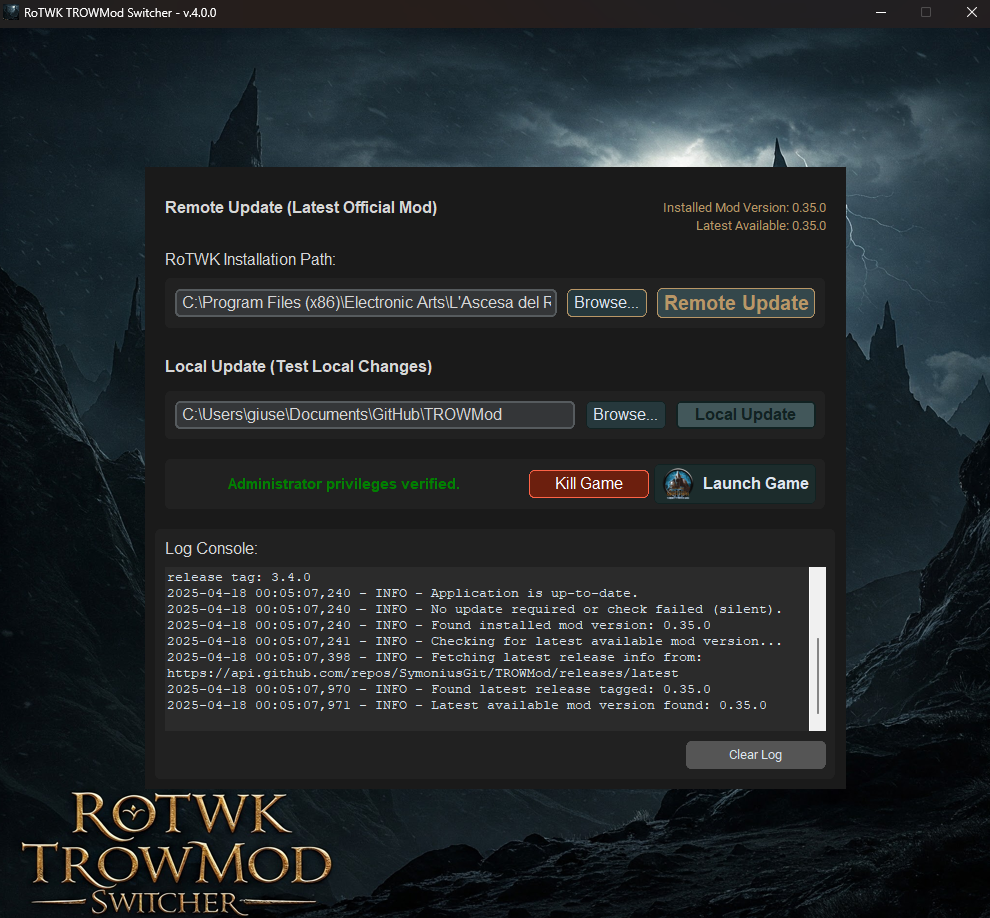 RoTWK TROWMod Switcher - v.4.0.0
Remote Update (Latest Official Mod)
Installed Mod Version: 0.35.0
Latest Available: 0.35.0
RoTWK Installation Path:
C:\Program Files (x86)\Electronic Arts\L'Ascesa del R
Browse...
Remote Update
Local Update (Test Local Changes)
C:\Users\giuse\Documents\GitHub\TROWMod
Browse...
Local Update
Administrator privileges verified.
Kill Game
Launch Game
Log Console:
release tag: 3.4.0
2025-04-18 00:05:07,240 - INFO - Application is up-to-date.
2025-04-18 00:05:07,240 - INFO - No update required or check failed (silent).
2025-04-18 00:05:07,240 - INFO - Found installed mod version: 0.35.0
2025-04-18 00:05:07,241 - INFO - Checking for latest available mod version...
2025-04-18 00:05:07,398 - INFO - Fetching latest release info from:
https://api.github.com/repos/SymoniusGit/TROWMod/releases/latest
2025-04-18 00:05:07,970 - INFO - Found latest release tagged: 0.35.0
2025-04-18 00:05:07,971 - INFO - Latest available mod version found: 0.35.0
Clear Log
RoTWK
TROWMOD
SWITCHER